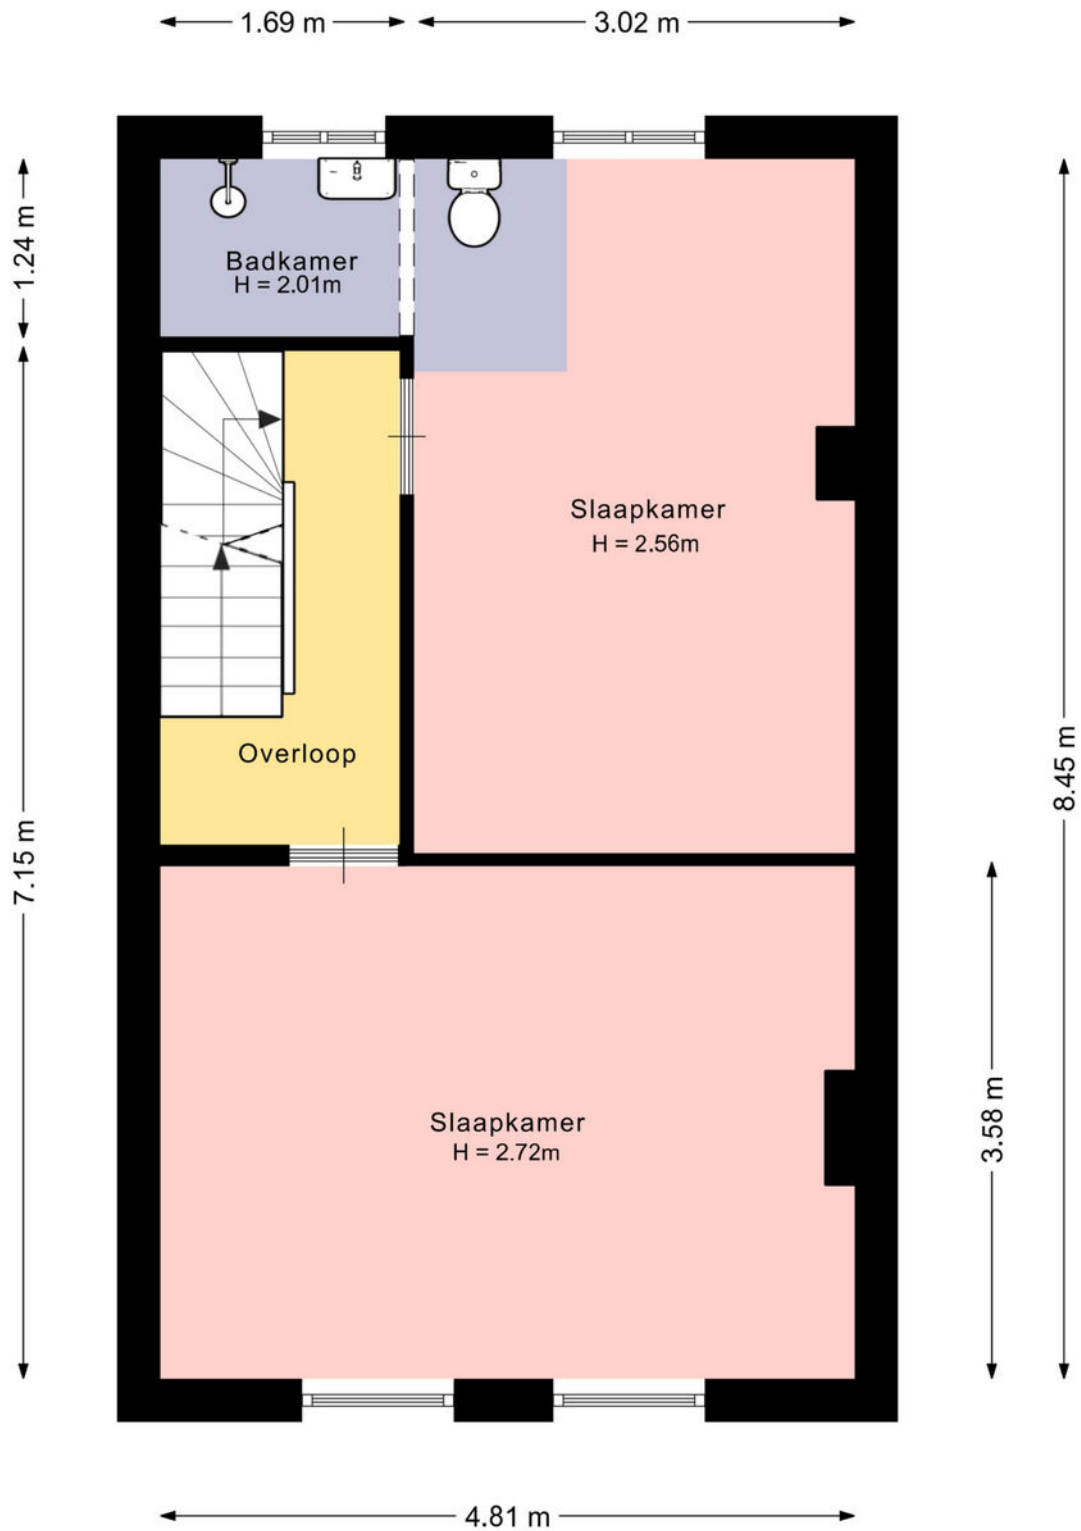 1.69 m
3.02 m
1.24 m
Badkamer
H = 2.01m
Slaapkamer
H = 2.56m
Overloop
7.15 m
8.45 m
3.58 m
Slaapkamer
H = 2.72m
4.81 m